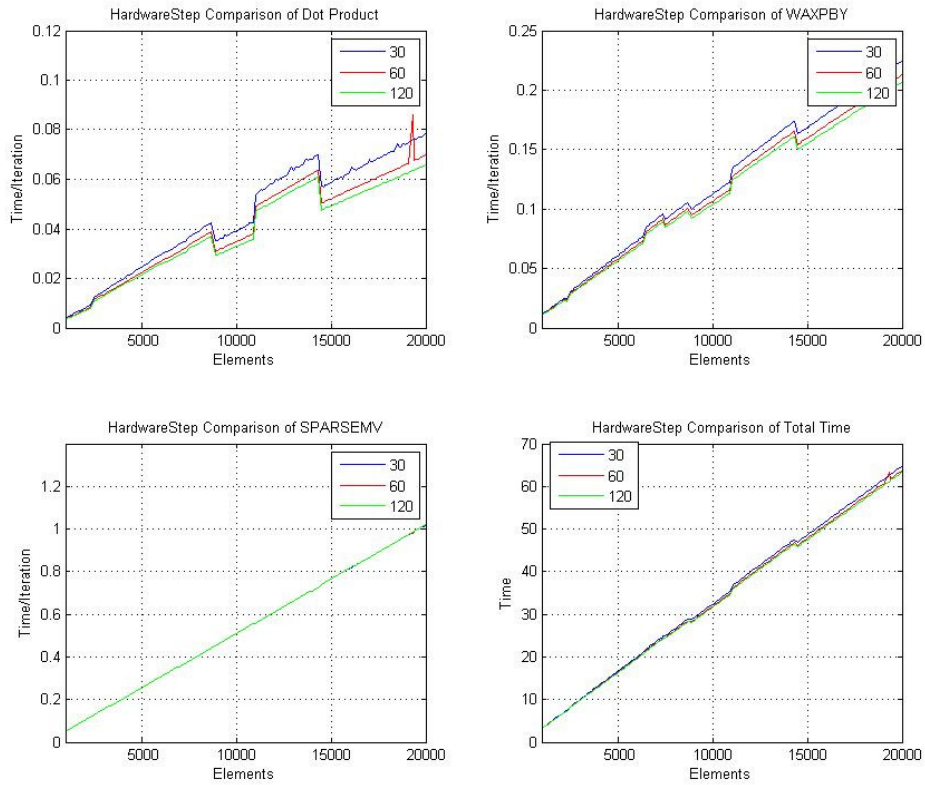 HardwareStep Comparison of Dot Product
0.12
0.1
0.08
0.06
0.04
0.02
0
Time/Iteration
30
60
120
5000 10000 15000 20000
Elements
HardwareStep Comparison of WAXPBY
0.25
0.2
0.15
0.1
0.05
0
Time/Iteration
30
60
120
5000 10000 15000 20000
Elements
HardwareStep Comparison of SPARSEMV
1.2
1
0.8
0.6
0.4
0.2
0
Time/Iteration
30
60
120
5000 10000 15000 20000
Elements
HardwareStep Comparison of Total Time
70
60
50
40
30
20
10
0
Time
30
60
120
5000 10000 15000 20000
Elements